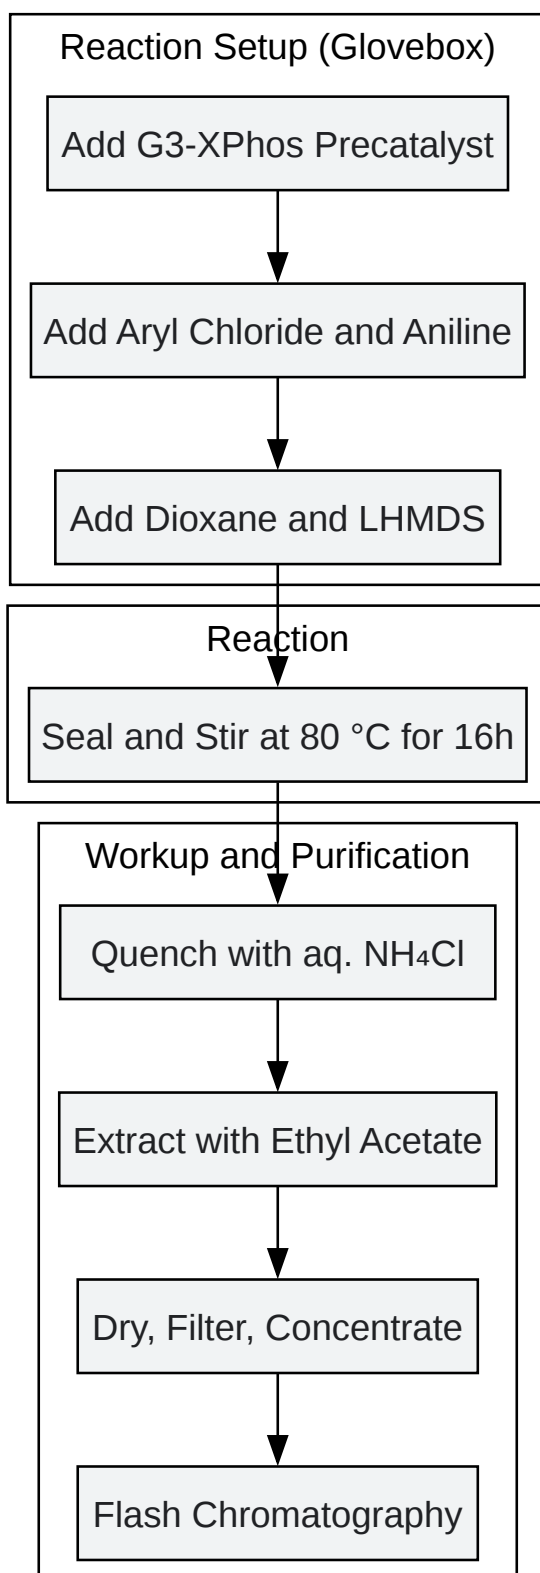 Reaction Setup (Glovebox)
Add G3-XPhos Precatalyst
Add Aryl Chloride and Aniline
Add Dioxane and LHMDS
Reaction
Seal and Stir at 80 °C for 16h
Workup and Purification
Quench with aq. NH₄Cl
Extract with Ethyl Acetate
Dry, Filter, Concentrate
Flash Chromatography